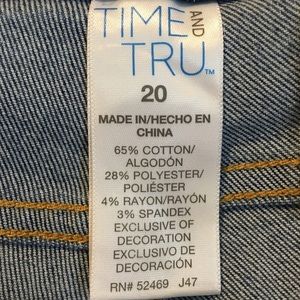 TIME AND
TRU™
20
MADE IN/HECHO EN
CHINA
65% COTTON/
ALGODÓN
28% POLYESTER/
POLIÉSTER
4% RAYON/RAYÓN
3% SPANDEX
EXCLUSIVE OF
DECORATION
EXCLUSIVO DE
DECORACIÓN
RN# 52469 J47